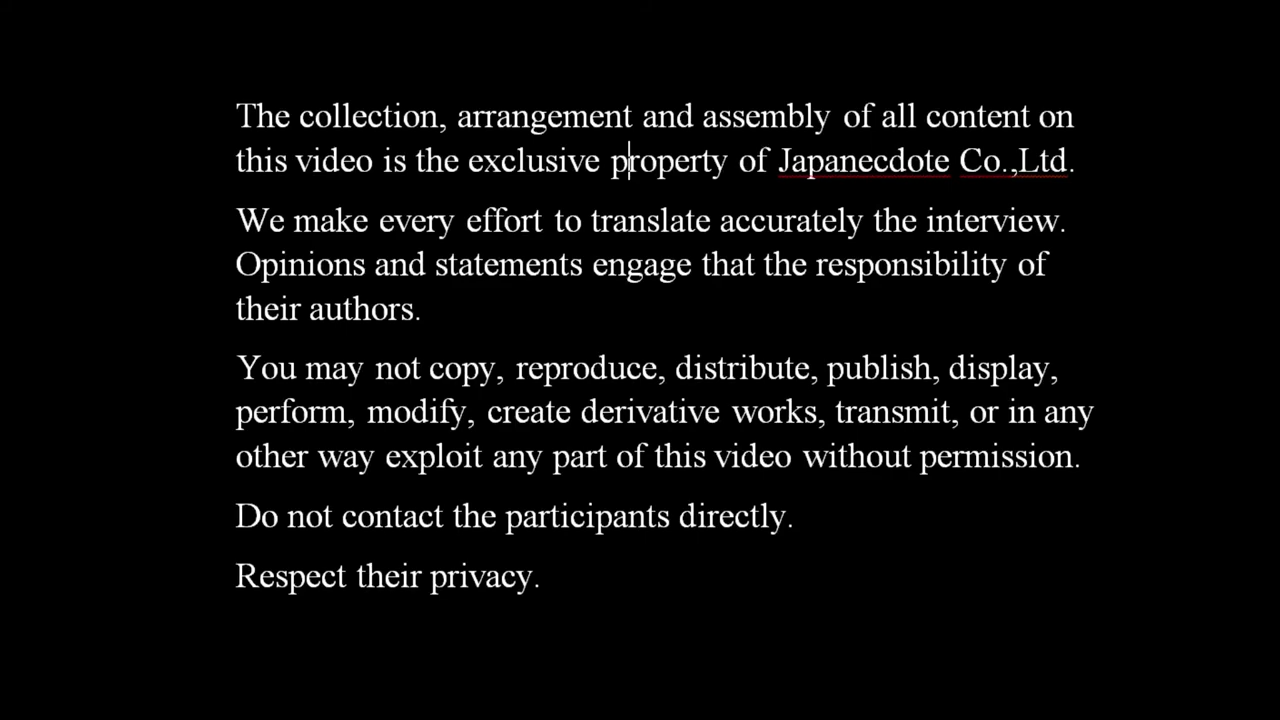 The collection, arrangement and assembly of all content on
this video is the exclusive property of Japanecdote Co.,Ltd.
We make every effort to translate accurately the interview.
Opinions and statements engage that the responsibility of
their authors.
You may not copy, reproduce, distribute, publish, display,
perform, modify, create derivative works, transmit, or in any
other way exploit any part of this video without permission.
Do not contact the participants directly.
Respect their privacy.